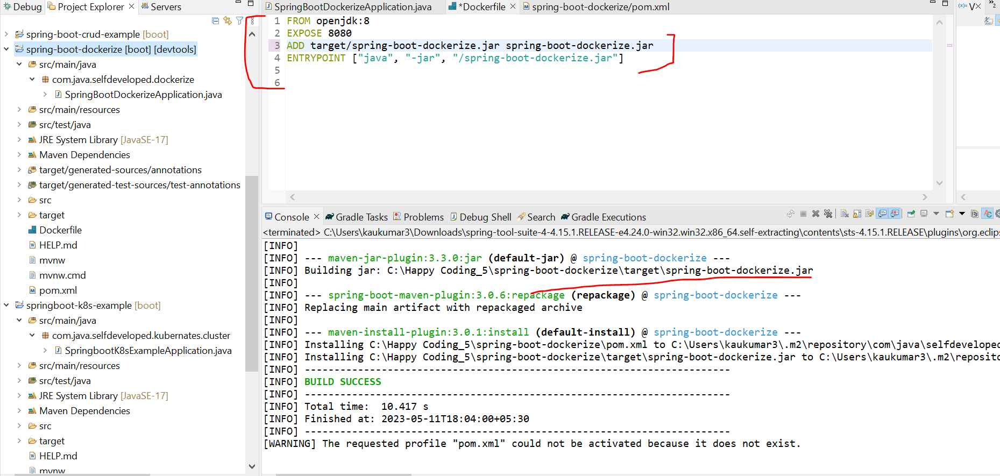 Debug
Project Explorer
Servers
spring-boot-crud-example [boot]
spring-boot-dockerize [boot] [devtools]
src/main/java
com.java.selfdeveloped.dockerize
SpringBootDockerizeApplication.java
src/main/resources
src/test/java
JRE System Library [JavaSE-17]
Maven Dependencies
target/generated-sources/annotations
target/generated-test-sources/test-annotations
src
target
Dockerfile
HELP.md
mvnw
mvnw.cmd
pom.xml
springboot-k8s-example [boot]
src/main/java
com.java.selfdeveloped.kubernates.cluster
SpringbootK8sExampleApplication.java
src/main/resources
src/test/java
JRE System Library [JavaSE-17]
Maven Dependencies
src
target
HELP.md
mvnw
SpringBootDockerizeApplication.java
*Dockerfile
spring-boot-dockerize/pom.xml
(x)= V
1 FROM openjdk:8
2 EXPOSE 8080
3 ADD target/spring-boot-dockerize.jar spring-boot-dockerize.jar
4 ENTRYPOINT ["java", "-jar", "/spring-boot-dockerize.jar"]
5
6
Console
Gradle Tasks
Problems
Debug Shell
Search
Gradle Executions
<terminated> C:\Users\kaukumar3\Downloads\spring-tool-suite-4-4.15.1.RELEASE-e4.24.0-win32.win32.x86_64.self-extracting\contents\sts-4.15.1.RELEASE\plugins\org.eclips
[INFO]
[INFO] --- maven-jar-plugin:3.3.0:jar (default-jar) @ spring-boot-dockerize ---
[INFO] Building jar: C:\Happy Coding_5\spring-boot-dockerize\target\spring-boot-dockerize.jar
[INFO]
[INFO] --- spring-boot-maven-plugin:3.0.6:repackage (repackage) @ spring-boot-dockerize ---
[INFO] Replacing main artifact with repackaged archive
[INFO]
[INFO] --- maven-install-plugin:3.0.1:install (default-install) @ spring-boot-dockerize ---
[INFO] Installing C:\Happy Coding_5\spring-boot-dockerize\pom.xml to C:\Users\kaukumar3\.m2\repository\com\java\selfdeveloped
[INFO] Installing C:\Happy Coding_5\spring-boot-dockerize\target\spring-boot-dockerize.jar to C:\Users\kaukumar3\.m2\reposito
[INFO] ------------------------------------------------------------------------
[INFO] BUILD SUCCESS
[INFO] ------------------------------------------------------------------------
[INFO] Total time:  10.417 s
[INFO] Finished at: 2023-05-11T18:04:00+05:30
[INFO] ------------------------------------------------------------------------
[WARNING] The requested profile "pom.xml" could not be activated because it does not exist.